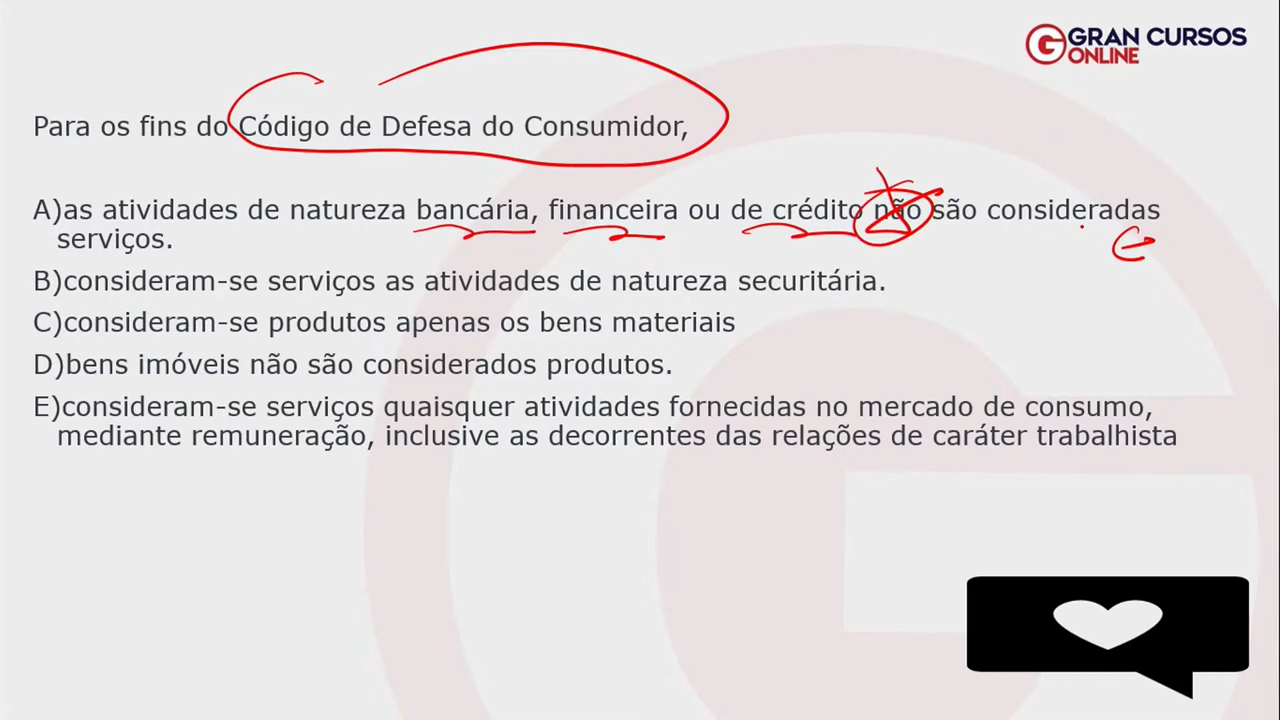 GRAN CURSOS
ONLINE
Para os fins do Código de Defesa do Consumidor,
A)as atividades de natureza bancária, financeira ou de crédito não são consideradas
serviços.
B)consideram-se serviços as atividades de natureza securitária.
C)consideram-se produtos apenas os bens materiais
D)bens imóveis não são considerados produtos.
E)consideram-se serviços quaisquer atividades fornecidas no mercado de consumo,
mediante remuneração, inclusive as decorrentes das relações de caráter trabalhista